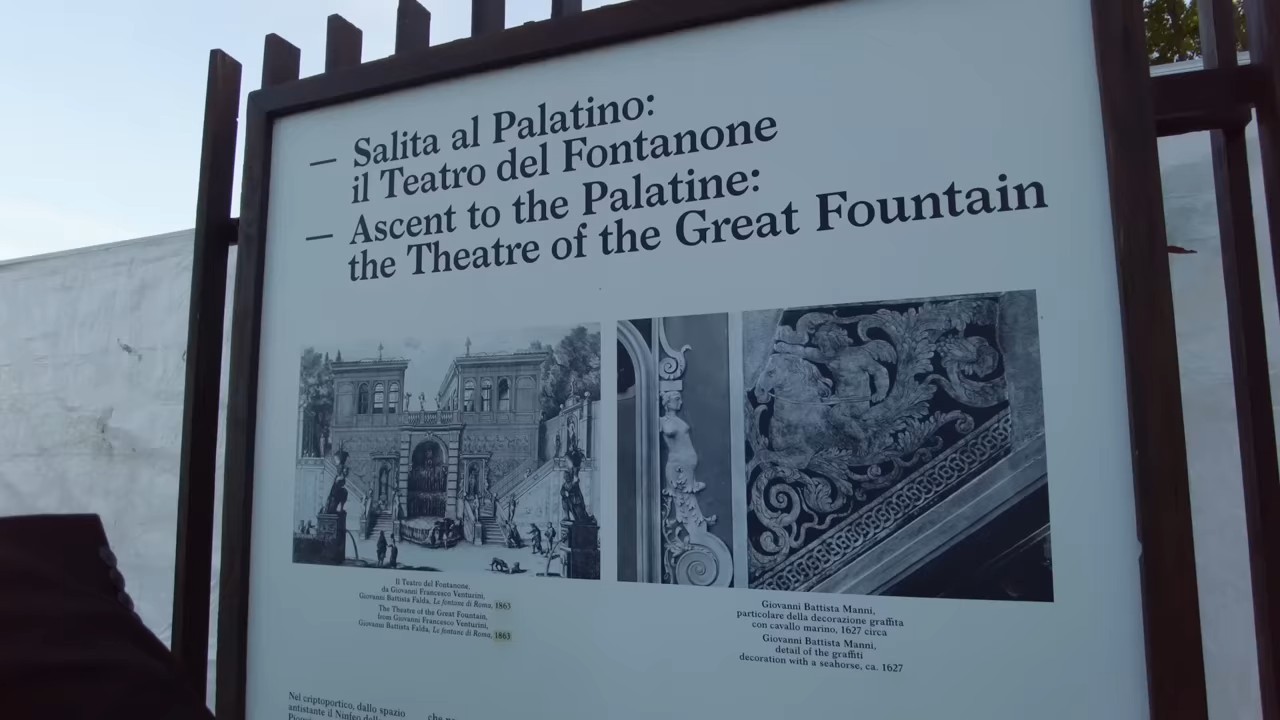 — Salita al Palatino:
il Teatro del Fontanone
— Ascent to the Palatine:
the Theatre of the Great Fountain
Il Teatro del Fontanone,
da Giovanni Francesco Venturini,
Giovanni Battista Falda, Le fontane di Roma, 1863
The Theatre of the Great Fountain,
from Giovanni Francesco Venturini,
Giovanni Battista Falda, Le fontane di Roma, 1863
Giovanni Battista Manni,
particolare della decorazione graffita
con cavallo marino, 1627 circa
Giovanni Battista Manni,
detail of the graffiti
decoration with a seahorse, ca. 1627
Nel criptoportico, dallo spazio
antistante il Ninfeo